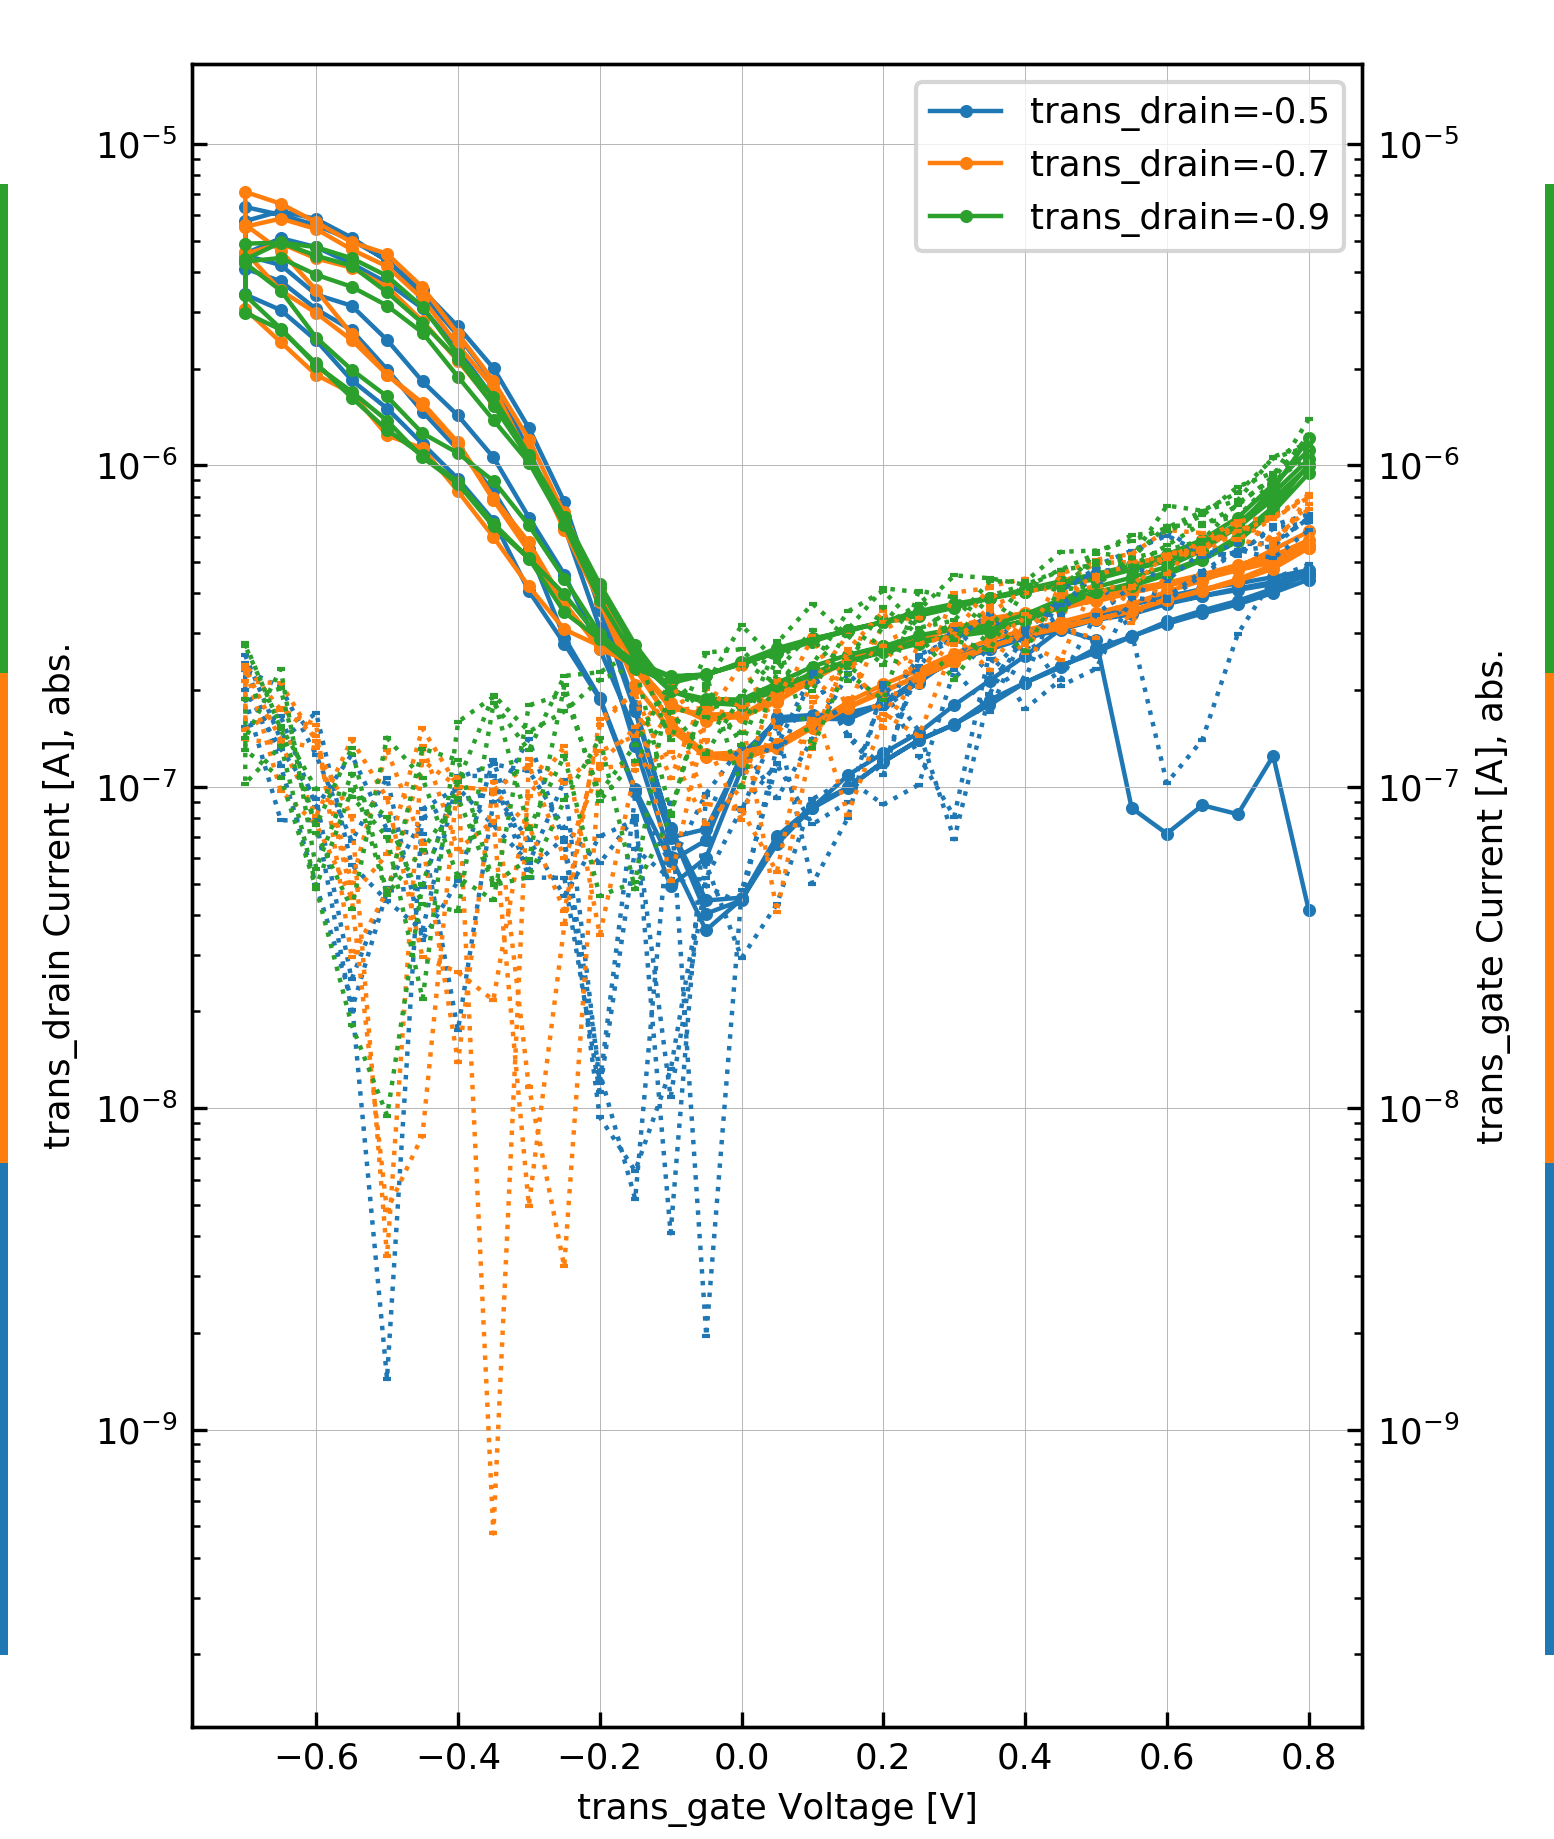 trans_drain=-0.5
trans_drain=-0.7
trans_drain=-0.9
10⁻⁵
10⁻⁶
10⁻⁷
10⁻⁸
10⁻⁹
trans_drain Current [A], abs.
10⁻⁵
10⁻⁶
10⁻⁷
10⁻⁸
10⁻⁹
trans_gate Current [A], abs.
−0.6 −0.4 −0.2 0.0 0.2 0.4 0.6 0.8
trans_gate Voltage [V]